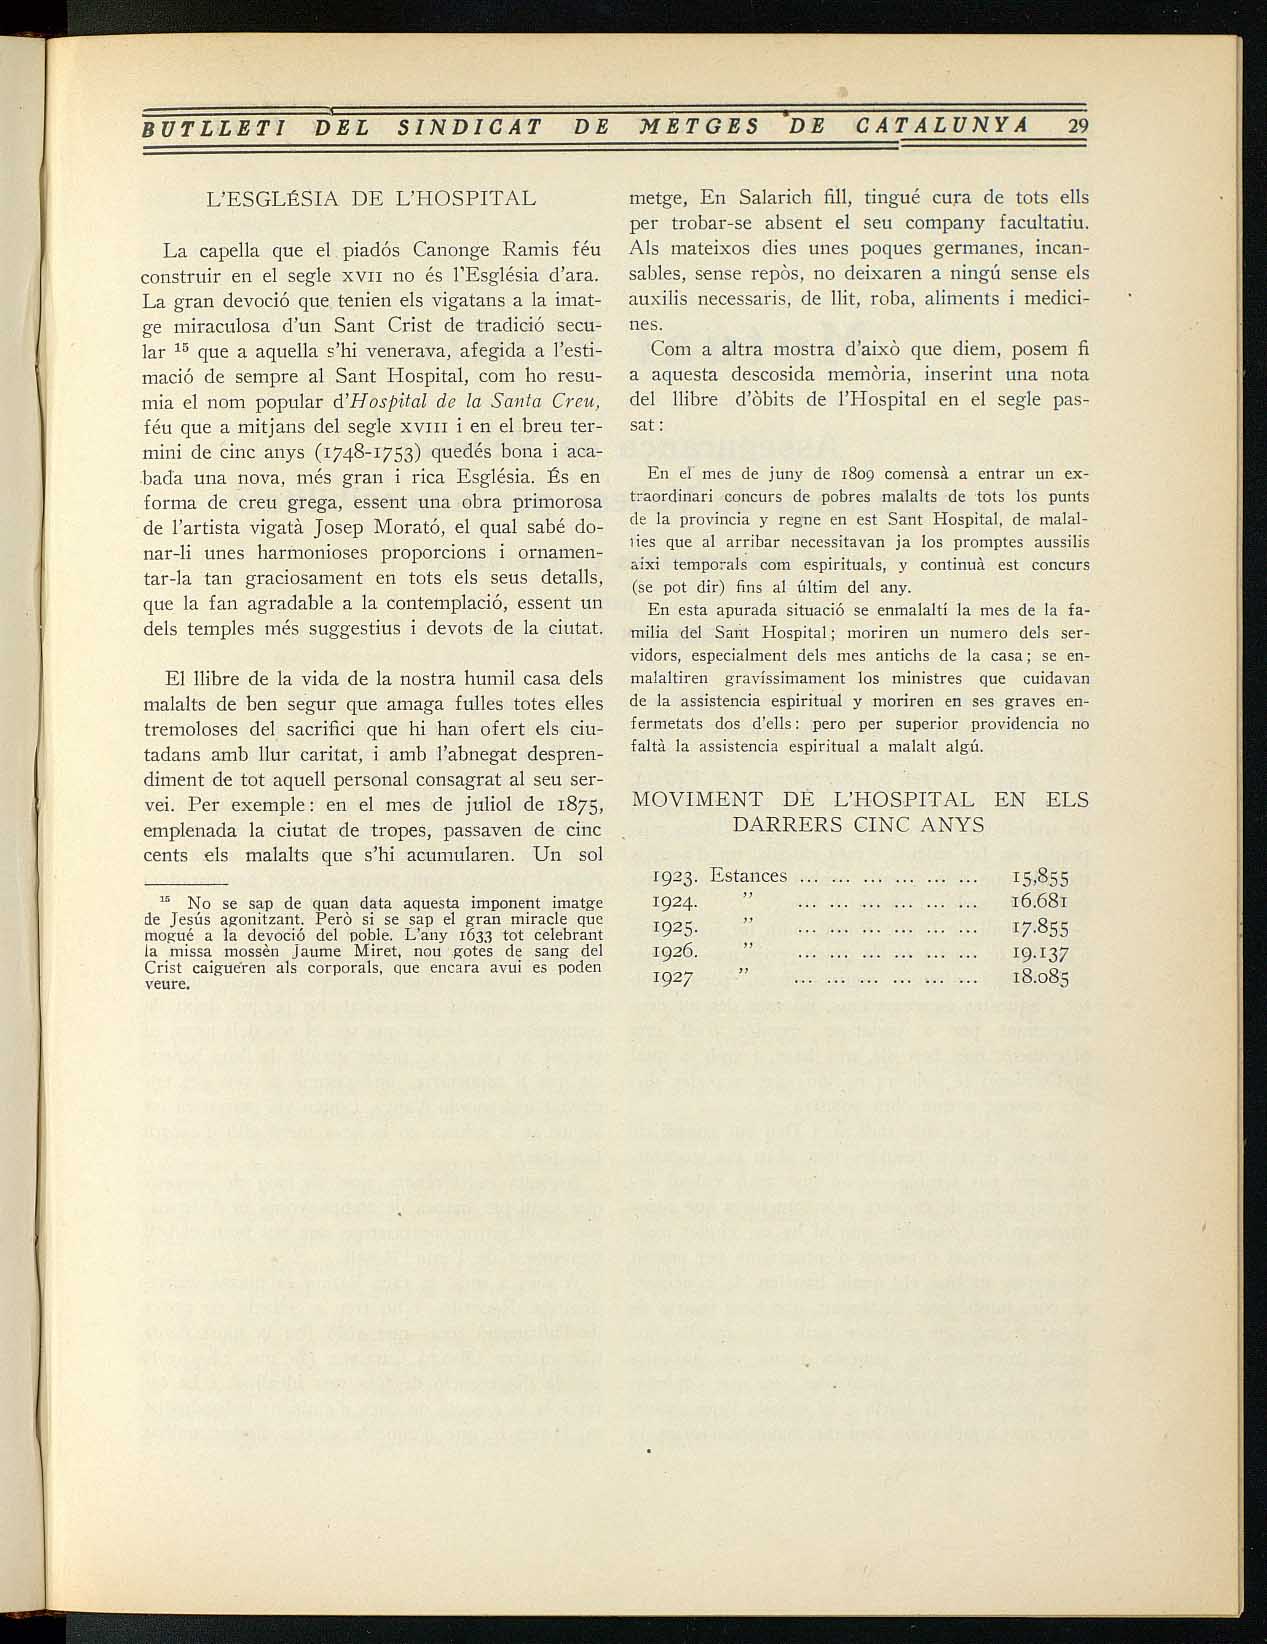 BUTLLETI DEL SINDICAT DE METGES DE CATALUNYA 29
L'ESGLÉSIA DE L'HOSPITAL
La capella que el piadós Canonge Ramis féu
construir en el segle XVII no és l'Església d'ara.
La gran devoció que tenien els vigatans a la imat-
ge miraculosa d'un Sant Crist de tradició secu-
lar 15 que a aquella s'hi venerava, afegida a l'esti-
mació de sempre al Sant Hospital, com ho resu-
mia el nom popular d'Hospital de la Santa Creu,
féu que a mitjans del segle XVIII i en el breu ter-
mini de cinc anys (1748-1753) quedés bona i aca-
bada una nova, més gran i rica Església. És en
forma de creu grega, essent una obra primorosa
de l'artista vigatà Josep Morató, el qual sabé do-
nar-li unes harmonioses proporcions i ornamen-
tar-la tan graciosament en tots els seus detalls,
que la fan agradable a la contemplació, essent un
dels temples més suggestius i devots de la ciutat.
El llibre de la vida de la nostra humil casa dels
malalts de ben segur que amaga fulles totes elles
tremoloses del sacrifici que hi han ofert els ciu-
tadans amb llur caritat, i amb l'abnegat despren-
diment de tot aquell personal consagrat al seu ser-
vei. Per exemple: en el mes de juliol de 1875,
emplenada la ciutat de tropes, passaven de cinc
cents els malalts que s'hi acumularen. Un sol
15 No se sap de quan data aquesta imponent imatge
de Jesús agonitzant. Però si se sap el gran miracle que
mogué a la devoció del poble. L'any 1633 tot celebrant
la missa mossèn Jaume Miret, nou gotes de sang del
Crist caigueren als corporals, que encara avui es poden
veure.
metge, En Salarich fill, tingué cura de tots ells
per trobar-se absent el seu company facultatiu.
Als mateixos dies unes poques germanes, incan-
sables, sense repòs, no deixaren a ningú sense els
auxilis necessaris, de llit, roba, aliments i medici-
nes.
Com a altra mostra d'això que diem, posem fi
a aquesta descosida memòria, inserint una nota
del llibre d'òbits de l'Hospital en el segle pas-
sat:
En el mes de juny de 1809 comensà a entrar un ex-
traordinari concurs de pobres malalts de tots los punts
de la provincia y regne en est Sant Hospital, de malal-
ties que al arribar necessitavan ja los promptes aussilis
aixi temporals com espirituals, y continuà est concurs
(se pot dir) fins al últim del any.
En esta apurada situació se enmalaltí la mes de la fa-
milia del Sant Hospital; moriren un numero dels ser-
vidors, especialment dels mes antichs de la casa; se en-
malaltiren gravíssimament los ministres que cuidavan
de la assistencia espiritual y moriren en ses graves en-
fermetats dos d'ells: pero per superior providencia no
faltà la assistencia espiritual a malalt algú.
MOVIMENT DE L'HOSPITAL EN ELS
DARRERS CINC ANYS
1923. Estances ... ... ... ... ... ... 15,855
1924. " ... ... ... ... ... ... 16.681
1925. " ... ... ... ... ... ... 17.855
1926. " ... ... ... ... ... ... 19.137
1927 " ... ... ... ... ... ... 18.085